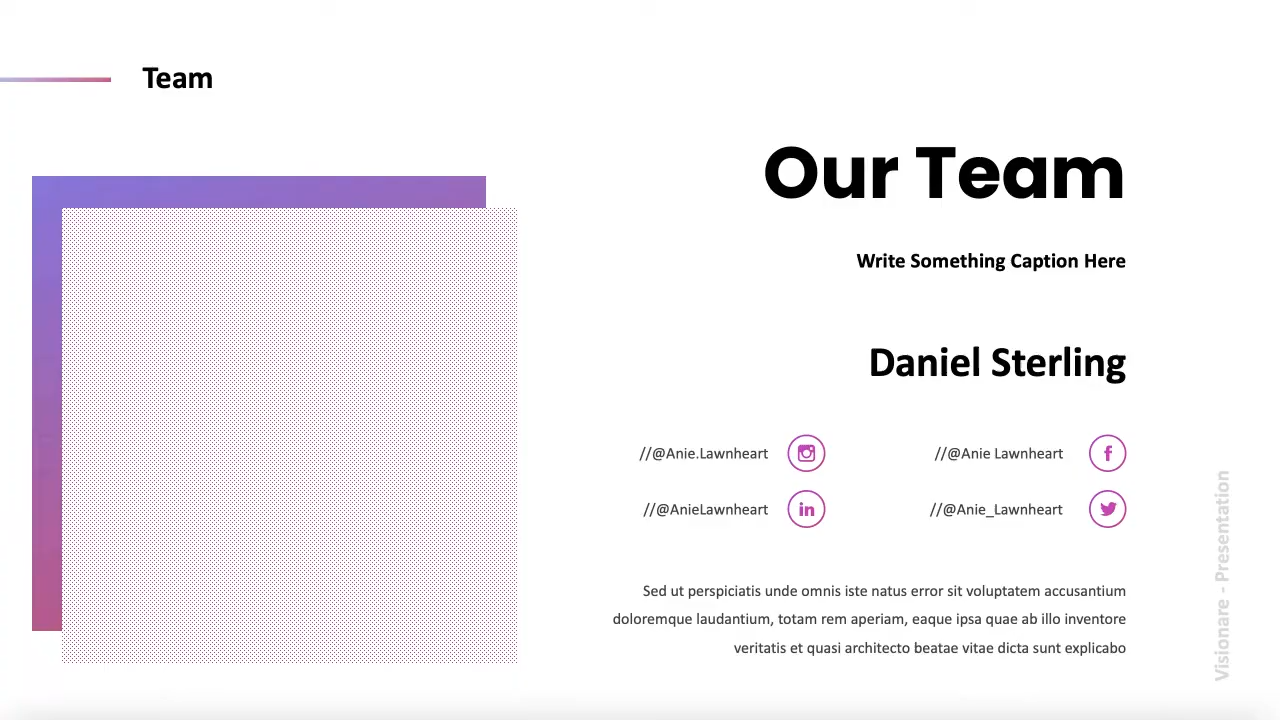 Team
Our Team
Write Something Caption Here
Daniel Sterling
//@Anie.Lawnheart
//@Anie Lawnheart
//@AnieLawnheart
//@Anie_Lawnheart
Sed ut perspiciatis unde omnis iste natus error sit voluptatem accusantium
doloremque laudantium, totam rem aperiam, eaque ipsa quae ab illo inventore
veritatis et quasi architecto beatae vitae dicta sunt explicabo
Visionare - Presentation